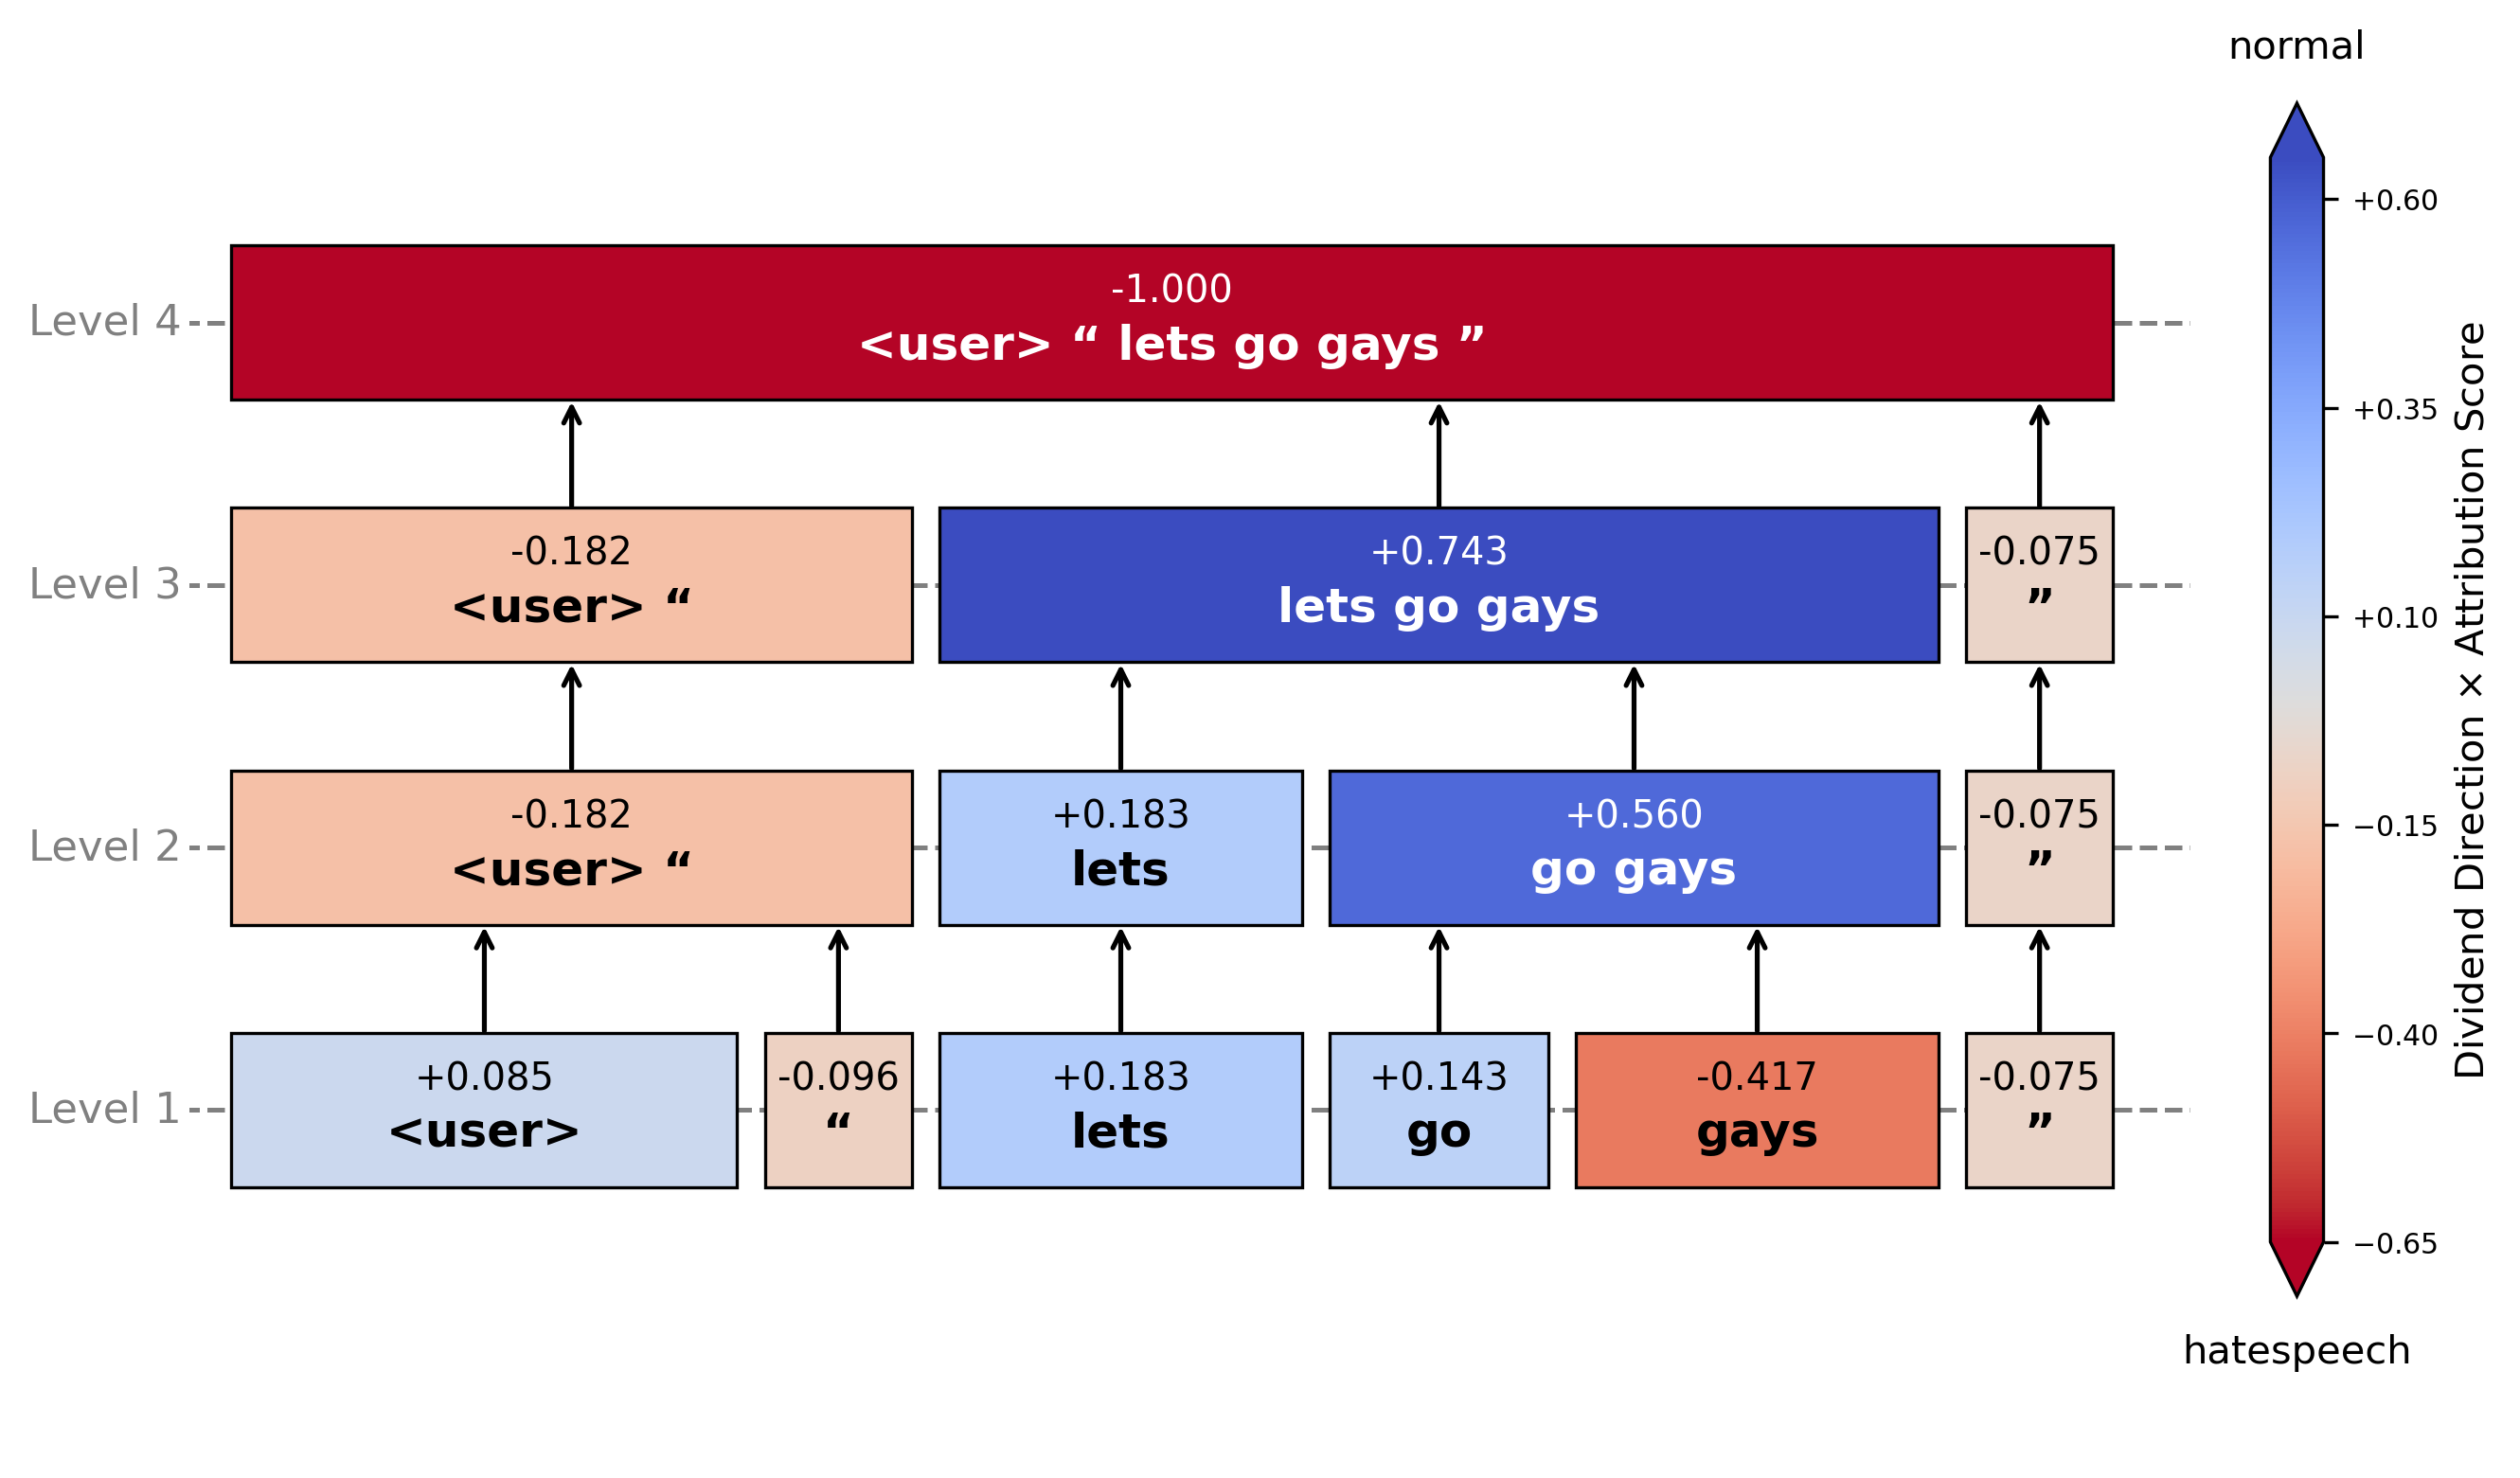 normal
-1.000
Level 4
<user> “ lets go gays ”
-0.182 +0.743 -0.075
Level 3
<user> “ lets go gays ”
-0.182 +0.183 +0.560 -0.075
Level 2
<user> “ lets go gays ”
+0.085 -0.096 +0.183 +0.143 -0.417 -0.075
Level 1
<user> “ lets go gays ”
+0.60
+0.35
+0.10
−0.15
−0.40
−0.65
Dividend Direction × Attribution Score
hatespeech